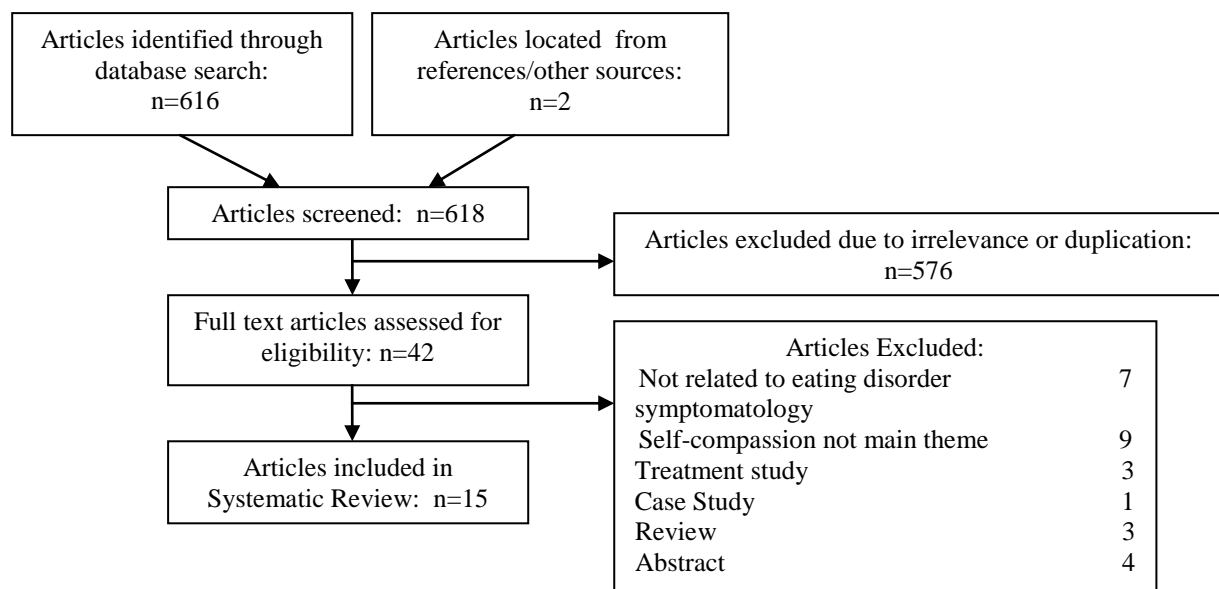 Articles identified through
database search:
n=616
Articles located from
references/other sources:
n=2
Articles screened: n=618
Articles excluded due to irrelevance or duplication:
n=576
Full text articles assessed for
eligibility: n=42
Articles Excluded:
Not related to eating disorder 7
symptomatology
Self-compassion not main theme 9
Treatment study 3
Case Study 1
Review 3
Abstract 4
Articles included in
Systematic Review: n=15